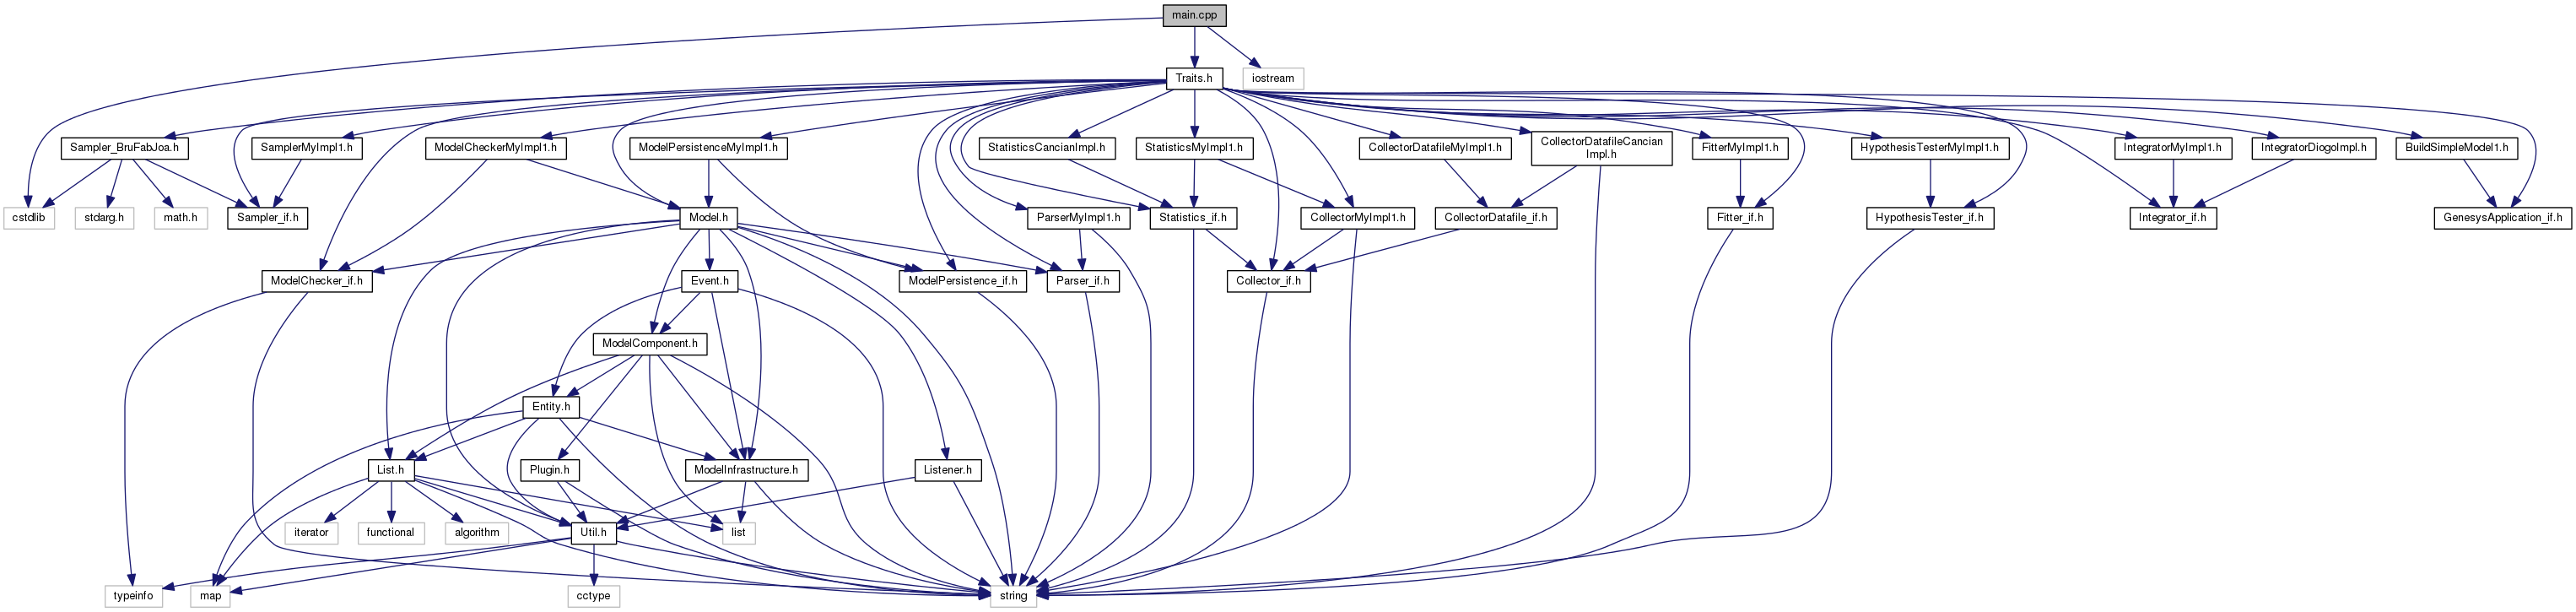 main.cpp
Traits.h
iostream
Sampler_BruFabJoa.h
SamplerMyImpl1.h
ModelCheckerMyImpl1.h
ModelPersistenceMyImpl1.h
StatisticsCancianImpl.h
StatisticsMyImpl1.h
CollectorDatafileMyImpl1.h
CollectorDatafileCancian
Impl.h
FitterMyImpl1.h
HypothesisTesterMyImpl1.h
IntegratorMyImpl1.h
IntegratorDiogoImpl.h
BuildSimpleModel1.h
cstdlib
stdarg.h
math.h
Sampler_if.h
Model.h
ParserMyImpl1.h
Statistics_if.h
CollectorMyImpl1.h
CollectorDatafile_if.h
Fitter_if.h
HypothesisTester_if.h
Integrator_if.h
GenesysApplication_if.h
ModelChecker_if.h
Event.h
ModelPersistence_if.h
Parser_if.h
Collector_if.h
ModelComponent.h
Entity.h
List.h
Plugin.h
ModelInfrastructure.h
Listener.h
iterator
functional
algorithm
Util.h
list
typeinfo
map
cctype
string